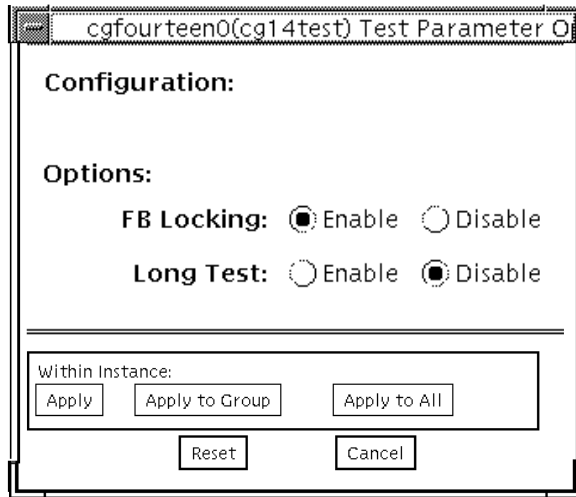 cgfourteen0(cg14test) Test Parameter Op
Configuration:
Options:
FB Locking: Enable Disable
Long Test: Enable Disable
Within Instance:
Apply Apply to Group Apply to All
Reset Cancel